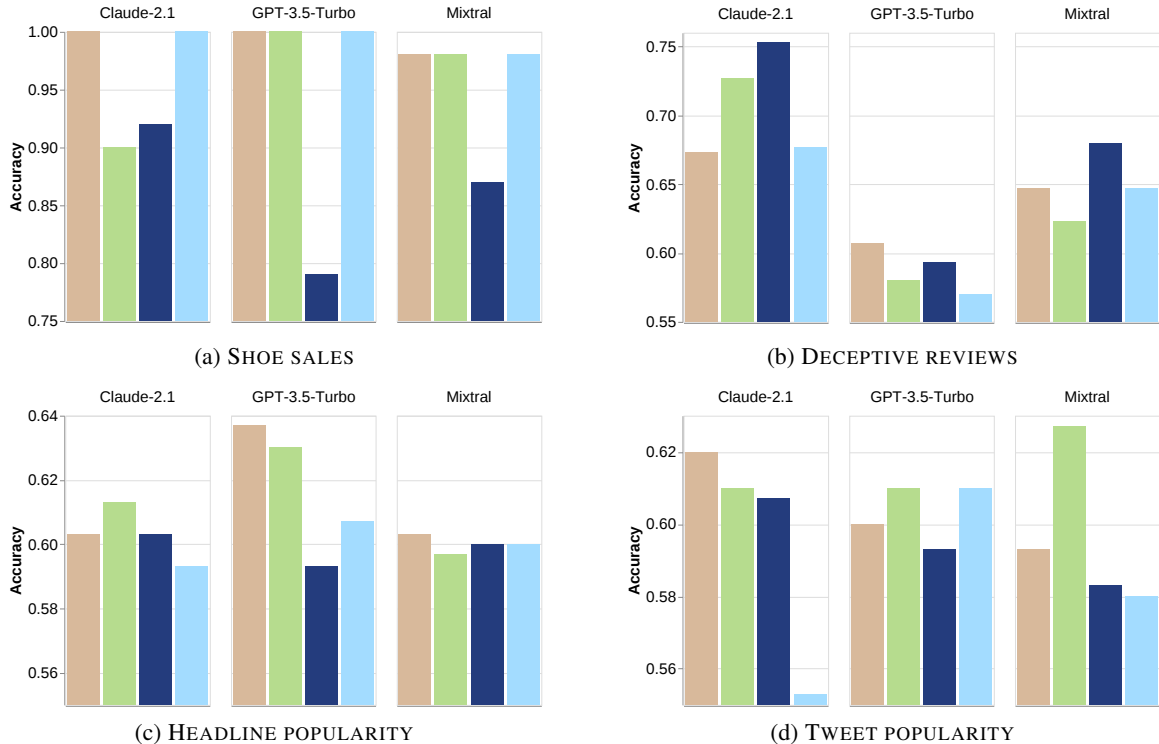 Claude-2.1 GPT-3.5-Turbo Mixtral
1.00
0.95
0.90
0.85
0.80
0.75
Accuracy
(a) SHOE SALES
Claude-2.1 GPT-3.5-Turbo Mixtral
0.75
0.70
0.65
0.60
0.55
Accuracy
(b) DECEPTIVE REVIEWS
Claude-2.1 GPT-3.5-Turbo Mixtral
0.64
0.62
0.60
0.58
0.56
Accuracy
(c) HEADLINE POPULARITY
Claude-2.1 GPT-3.5-Turbo Mixtral
0.62
0.60
0.58
0.56
Accuracy
(d) TWEET POPULARITY